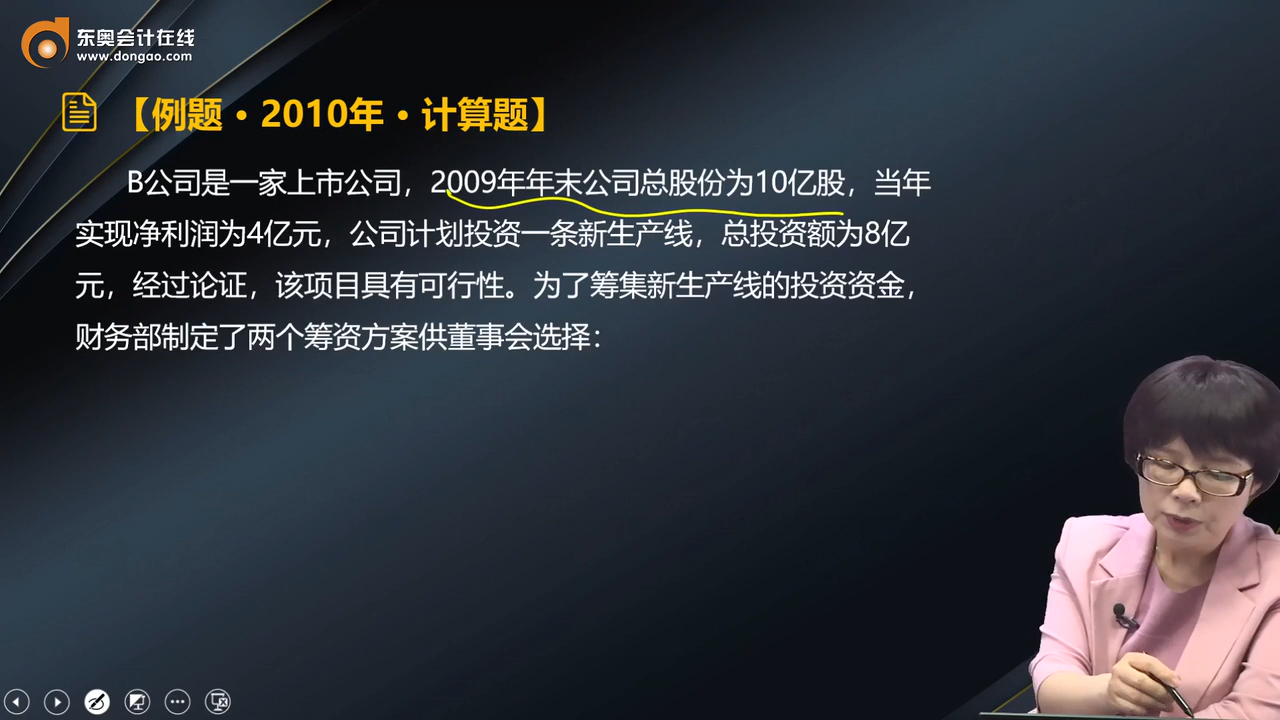 东奥会计在线
www.dongao.com
【例题·2010年·计算题】
B公司是一家上市公司，2009年年末公司总股份为10亿股，当年
实现净利润为4亿元，公司计划投资一条新生产线，总投资额为8亿
元，经过论证，该项目具有可行性。为了筹集新生产线的投资资金，
财务部制定了两个筹资方案供董事会选择：